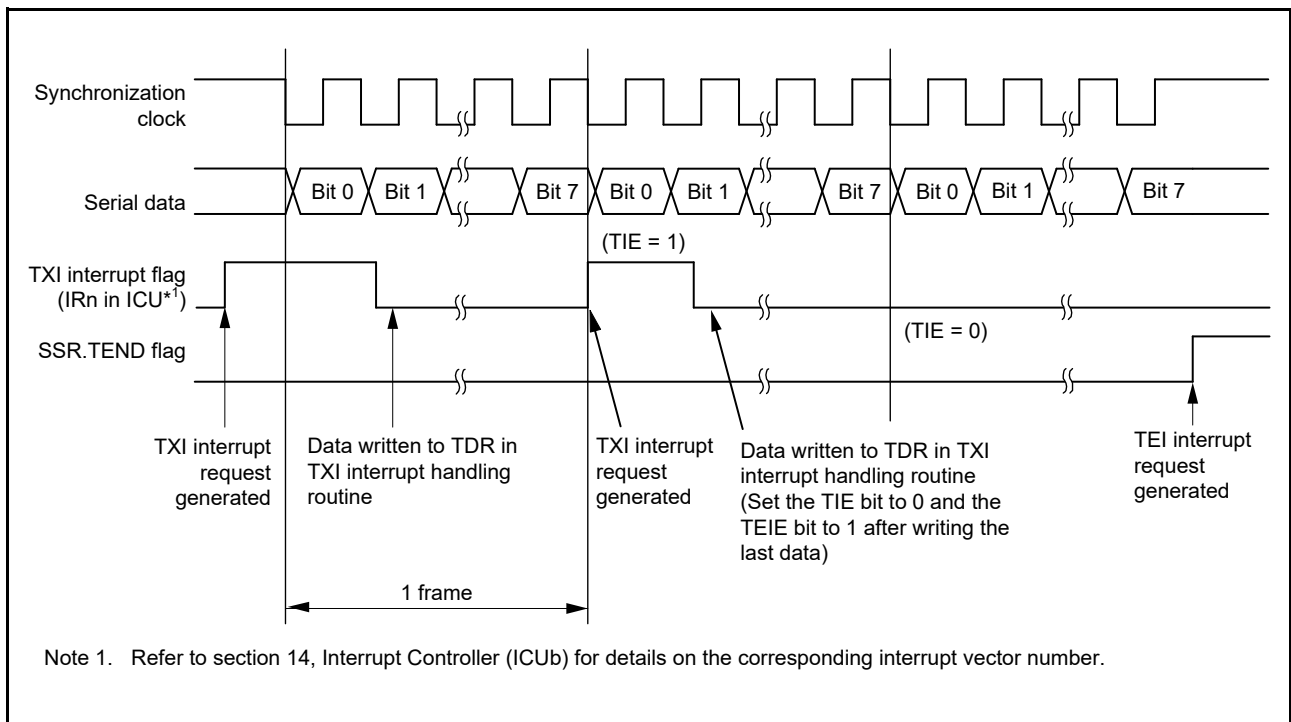 Synchronization
clock
Serial data
Bit 0 Bit 1 Bit 7 Bit 0 Bit 1 Bit 7 Bit 0 Bit 1 Bit 7
(TIE = 1)
TXI interrupt flag
(IRn in ICU*1)
(TIE = 0)
SSR.TEND flag
TXI interrupt
request
generated
Data written to TDR in
TXI interrupt handling
routine
TXI interrupt
request
generated
Data written to TDR in TXI
interrupt handling routine
(Set the TIE bit to 0 and the
TEIE bit to 1 after writing the
last data)
TEI interrupt
request
generated
1 frame
Note 1. Refer to section 14, Interrupt Controller (ICUb) for details on the corresponding interrupt vector number.